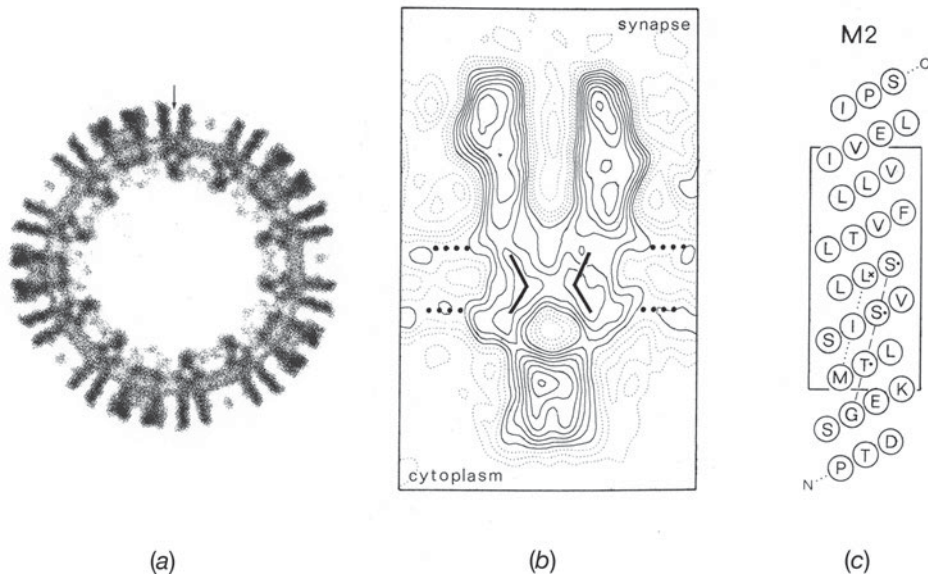 synapse
cytoplasm
(a)
(b)
M2
I P S C
I V E L
L L V
L T V F
L L× S•
S I S• V
M T• L
S G E K
N P T D
(c)